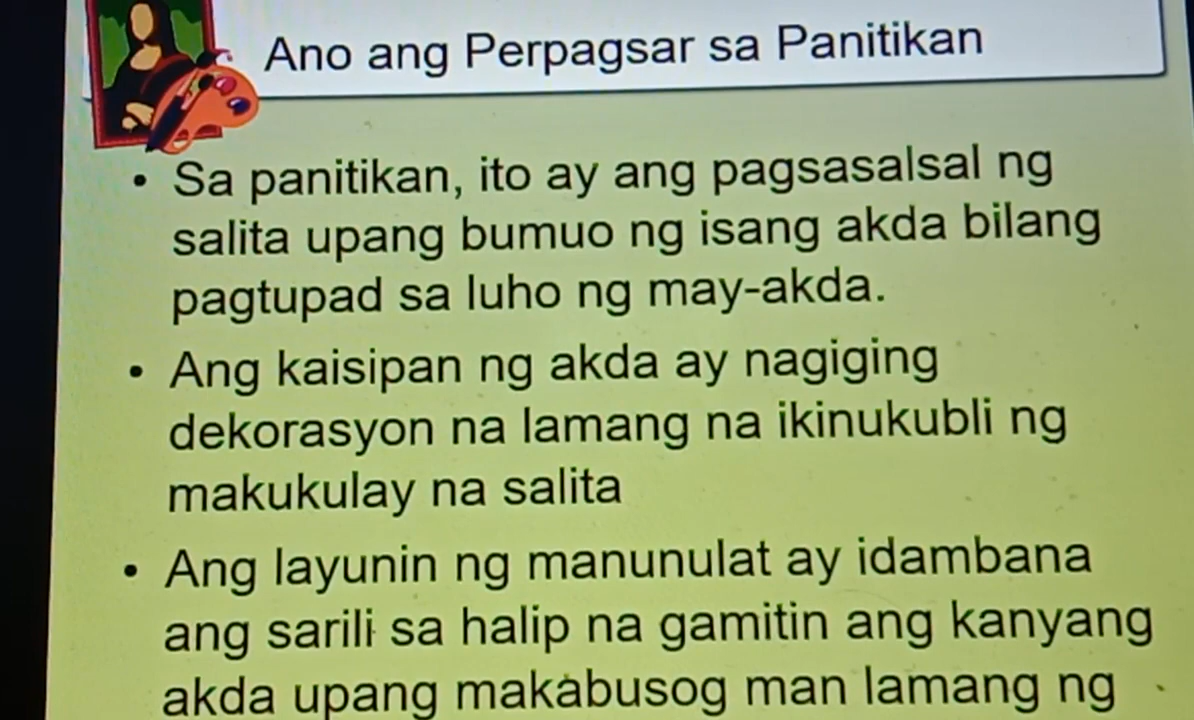 Ano ang Perpagsar sa Panitikan
• Sa panitikan, ito ay ang pagsasalsal ng
salita upang bumuo ng isang akda bilang
pagtupad sa luho ng may-akda.
• Ang kaisipan ng akda ay nagiging
dekorasyon na lamang na ikinukubli ng
makukulay na salita
• Ang layunin ng manunulat ay idambana
ang sarili sa halip na gamitin ang kanyang
akda upang makabusog man lamang ng